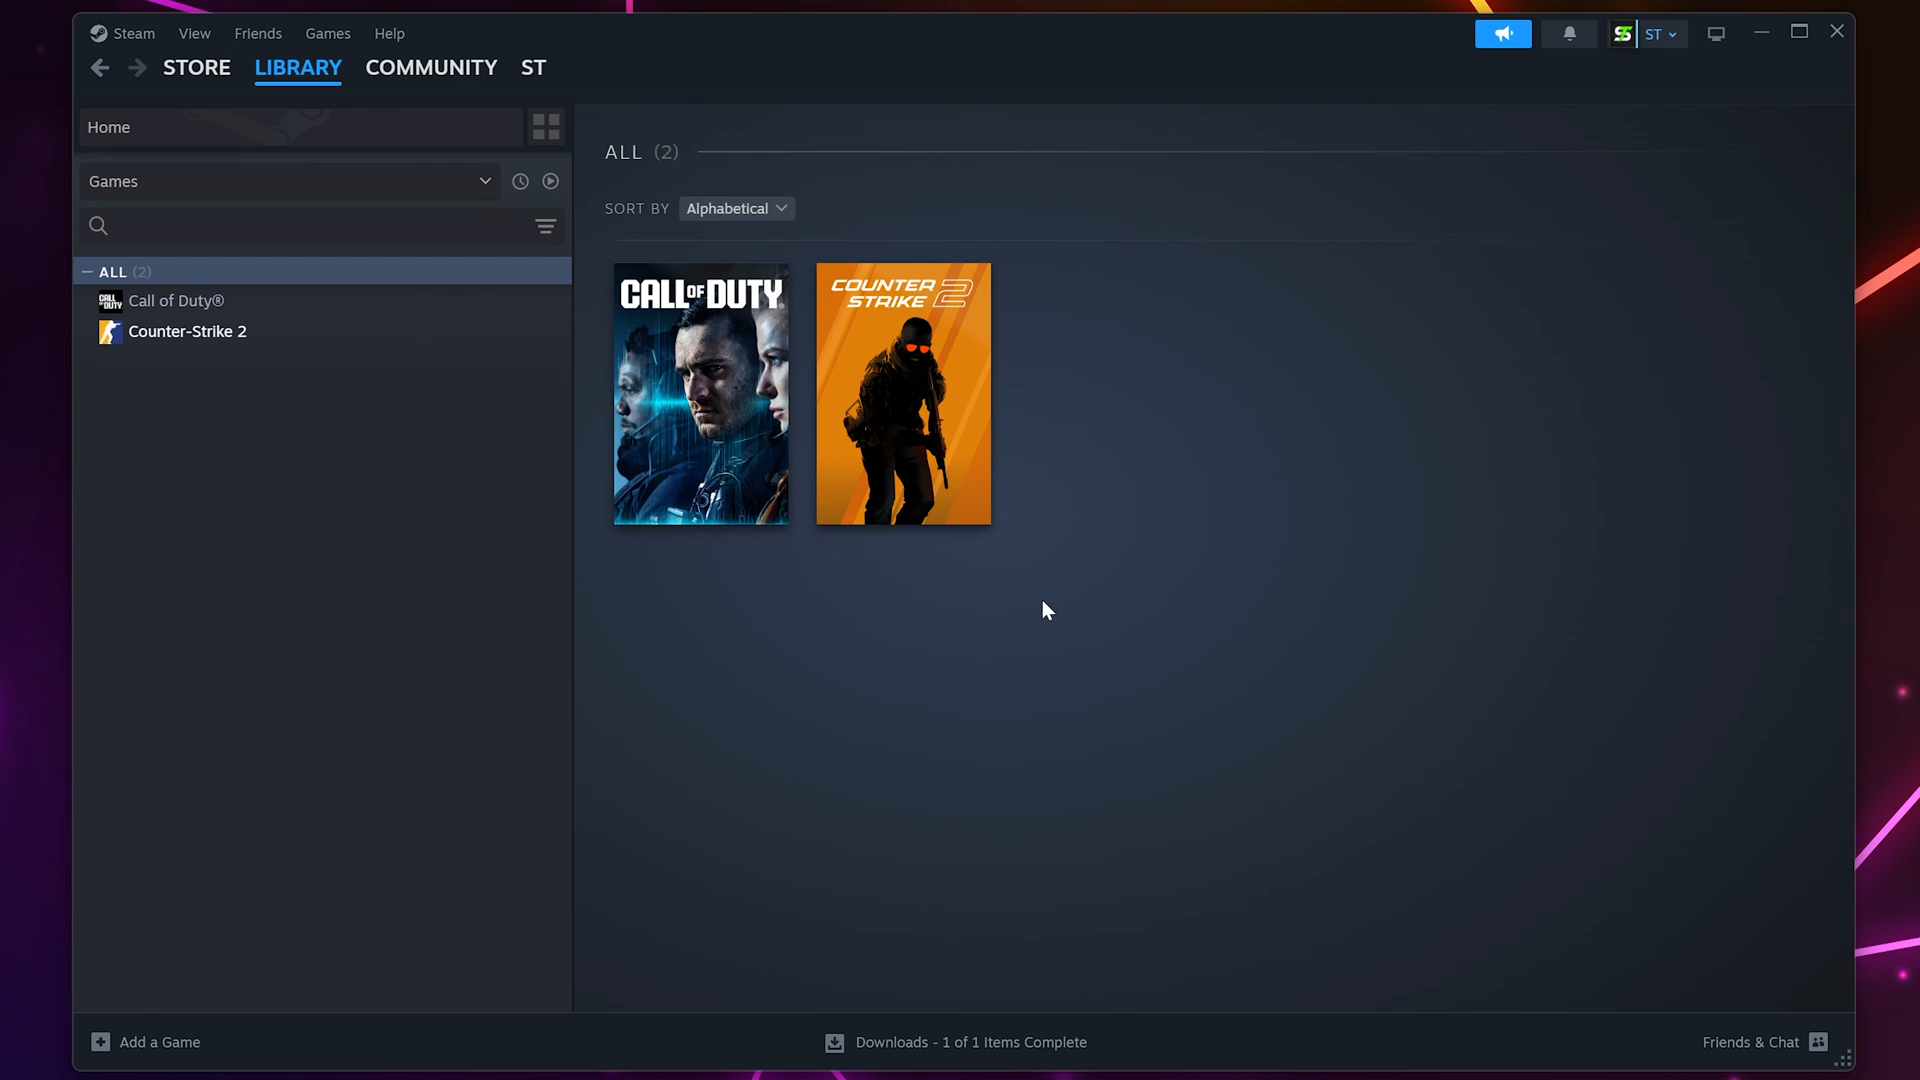 Steam View Friends Games Help
ST
STORE LIBRARY COMMUNITY ST
Home
Games
ALL (2)
Call of Duty®
Counter-Strike 2
ALL (2)
SORT BY Alphabetical
CALL OF DUTY
COUNTER STRIKE 2
Add a Game
Downloads - 1 of 1 Items Complete
Friends & Chat